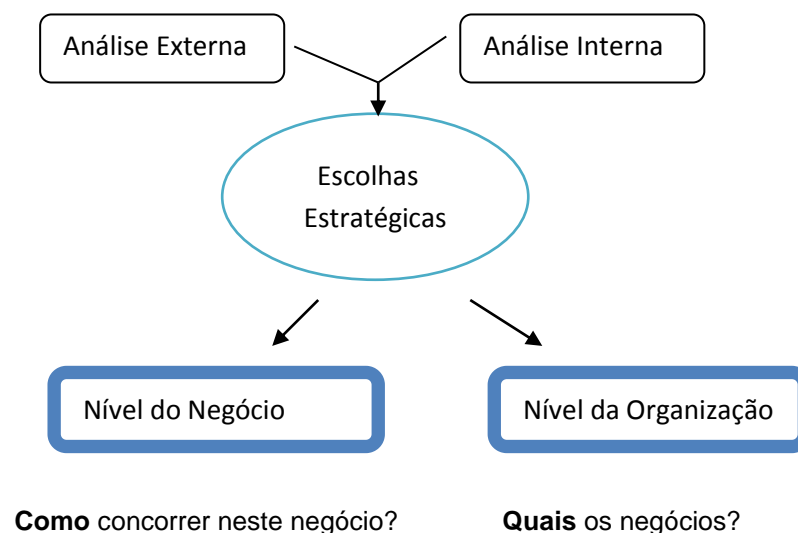 Análise Externa
Análise Interna
Escolhas
Estratégicas
Nível do Negócio
Nível da Organização
Como concorrer neste negócio?
Quais os negócios?